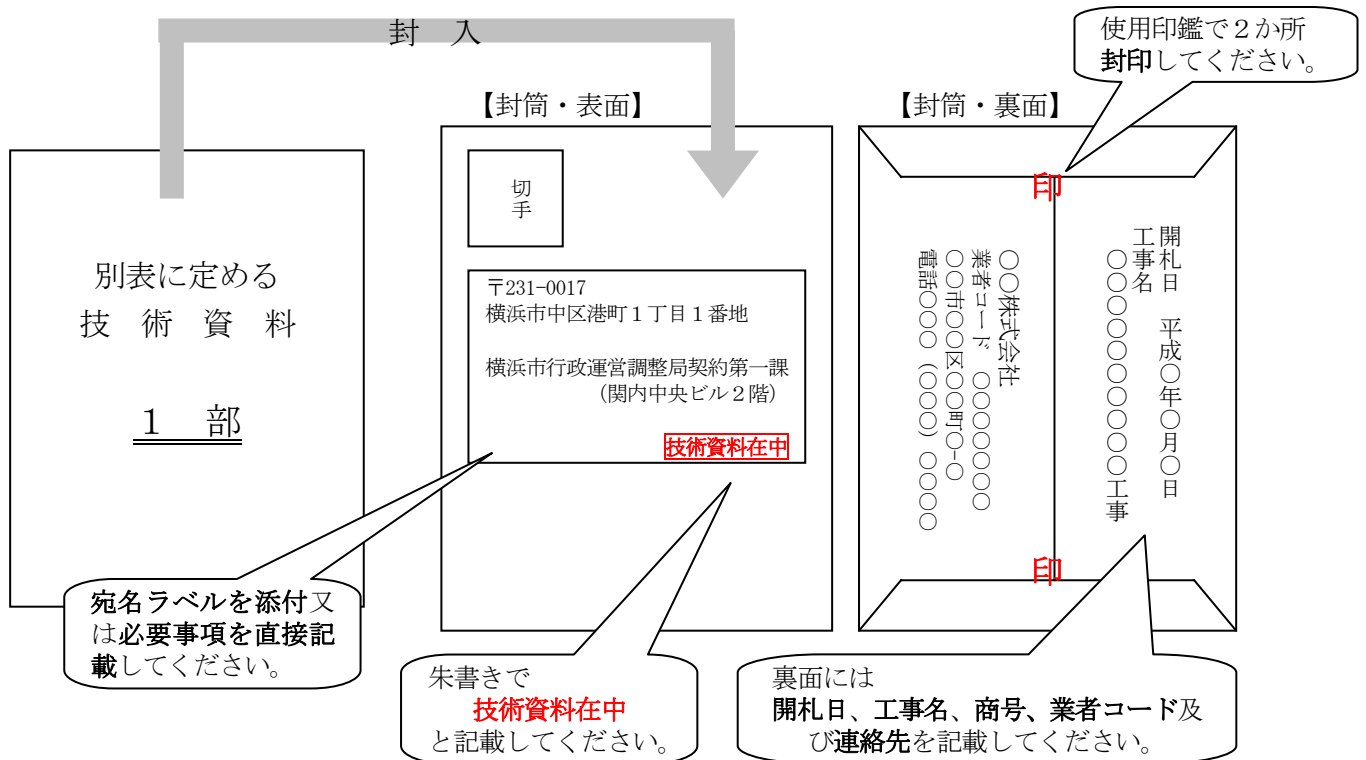 封　入
使用印鑑で２か所
封印してください。
【封筒・表面】
【封筒・裏面】
別表に定める
技　術　資　料
１　部
切手
〒231-0017
横浜市中区港町１丁目１番地
横浜市行政運営調整局契約第一課
（関内中央ビル２階）
技術資料在中
印
開札日　平成○年○月○日
工事名
○○○○○○○○○○工事
○○株式会社
業者コード　○○○○○○○
○○市○○区○○町○-○
電話○○○（○○○）○○○○
印
宛名ラベルを添付又
は必要事項を直接記
載してください。
朱書きで
技術資料在中
と記載してください。
裏面には
開札日、工事名、商号、業者コード及
び連絡先を記載してください。